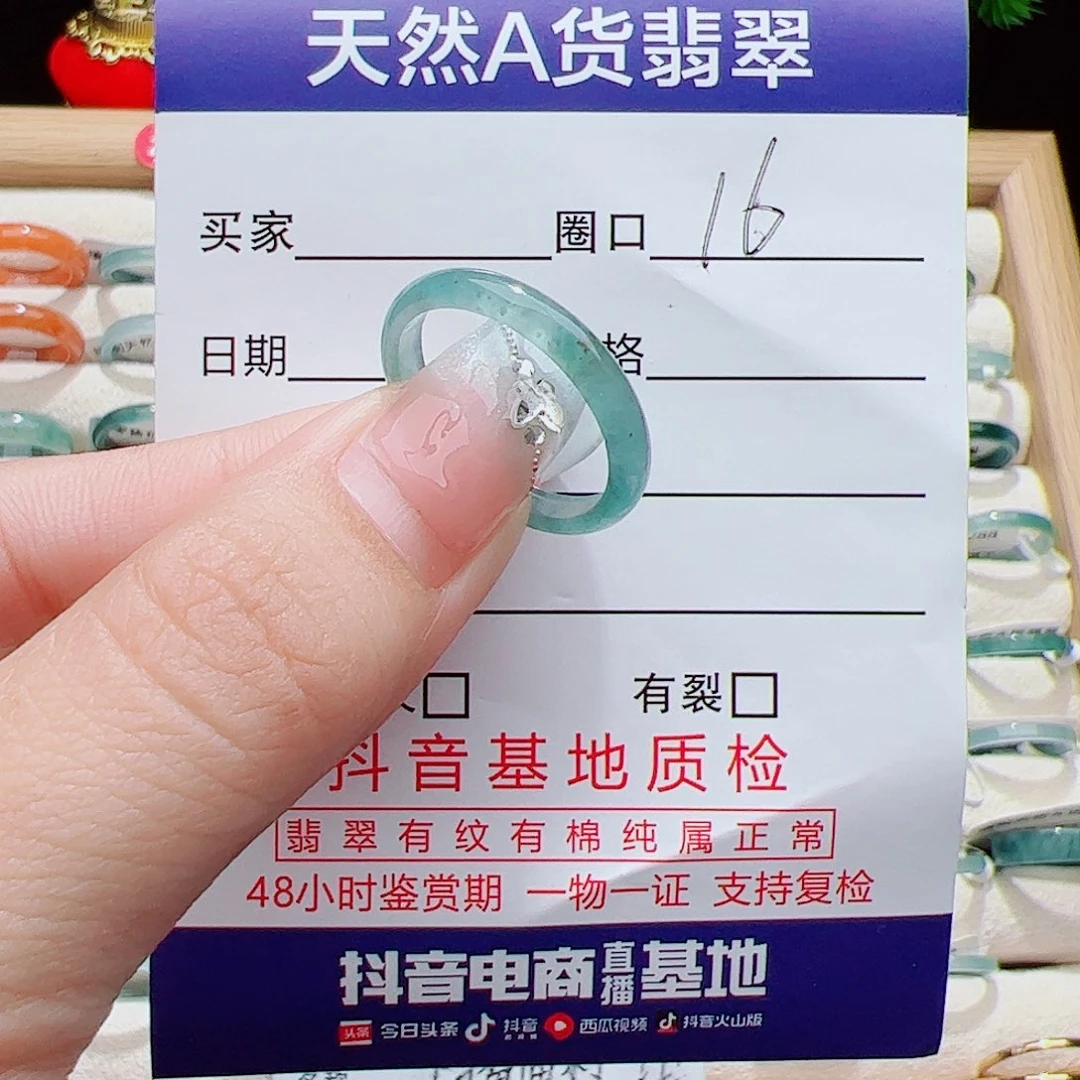 天然A货翡翠
买家 圈口 16
日期 格
有裂
抖音基地质检
翡翠有纹有棉纯属正常
48小时鉴赏期 一物一证 支持复检
抖音电商直播基地
头条 今日头条 抖音 西瓜视频 抖音火山版